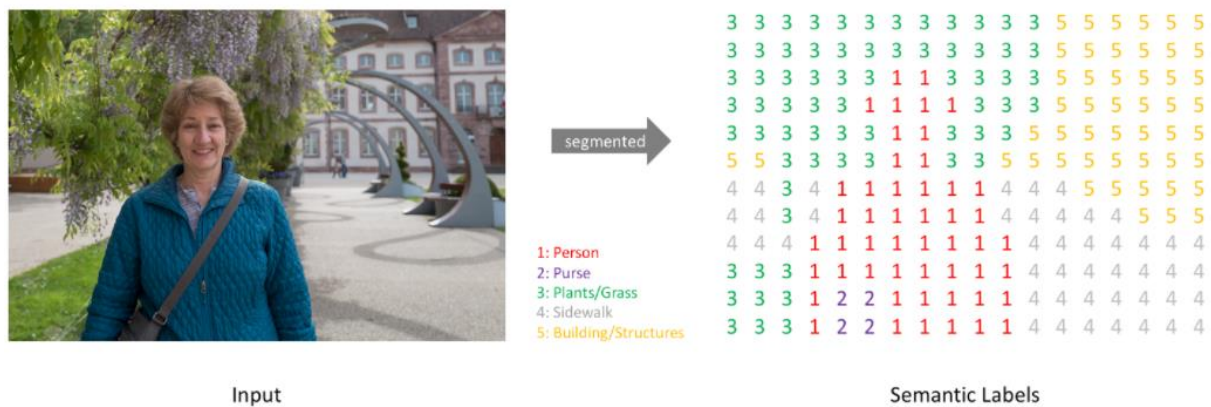 3 3 3 3 3 3 3 3 3 3 3 3 5 5 5 5 5 5
3 3 3 3 3 3 3 3 3 3 3 3 5 5 5 5 5 5
3 3 3 3 3 3 1 1 3 3 3 3 5 5 5 5 5 5
3 3 3 3 3 1 1 1 1 3 3 3 5 5 5 5 5 5
3 3 3 3 3 3 1 1 3 3 3 5 5 5 5 5 5 5
5 5 3 3 3 3 1 1 3 3 5 5 5 5 5 5 5 5
4 4 3 4 1 1 1 1 1 1 4 4 4 5 5 5 5 5
4 4 3 4 1 1 1 1 1 1 4 4 4 4 4 5 5 5
4 4 4 1 1 1 1 1 1 1 1 4 4 4 4 4 4 4
3 3 3 1 1 1 1 1 1 1 1 4 4 4 4 4 4 4
3 3 3 1 2 2 1 1 1 1 1 4 4 4 4 4 4 4
3 3 3 1 2 2 1 1 1 1 1 4 4 4 4 4 4 4
segmented
1: Person
2: Purse
3: Plants/Grass
4: Sidewalk
5: Building/Structures
Input
Semantic Labels